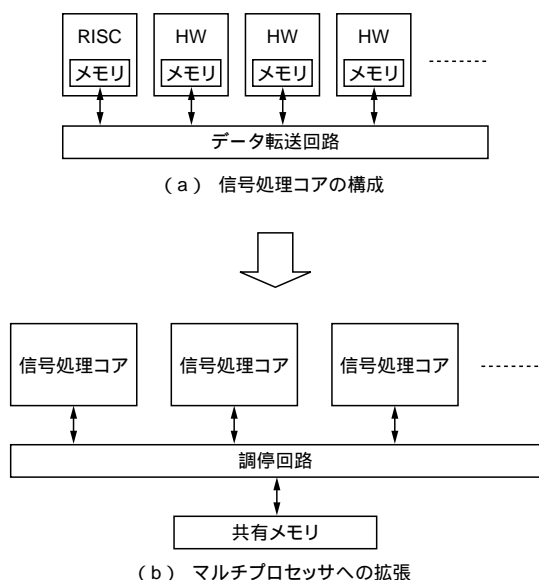 RISC HW HW HW
メモリ メモリ メモリ メモリ
データ転送回路
(a) 信号処理コアの構成
信号処理コア 信号処理コア 信号処理コア
調停回路
共有メモリ
(b) マルチプロセッサへの拡張